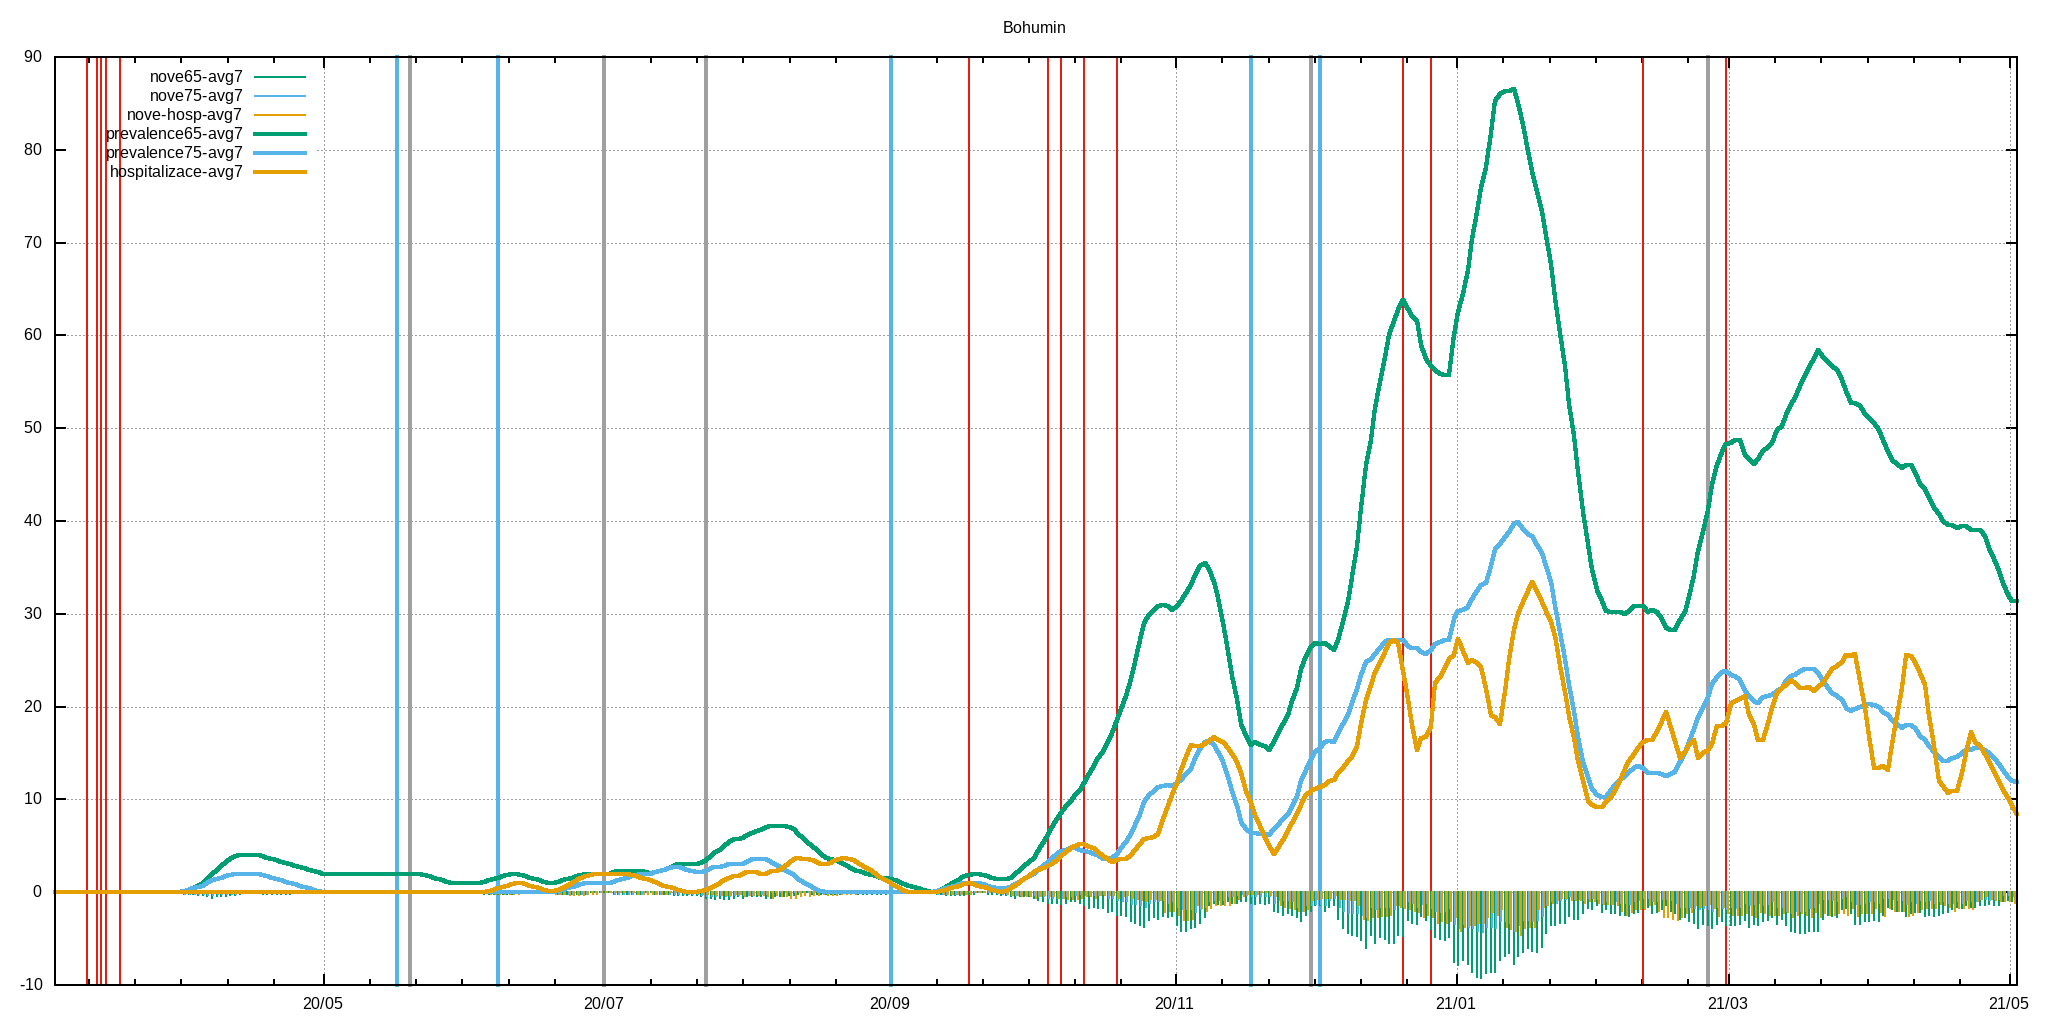 Bohumin
90
nove65-avg7
nove75-avg7
nove-hosp-avg7
prevalence65-avg7
prevalence75-avg7
hospitalizace-avg7
80
70
60
50
40
30
20
10
0
-10
20/05 20/07 20/09 20/11 21/01 21/03 21/05